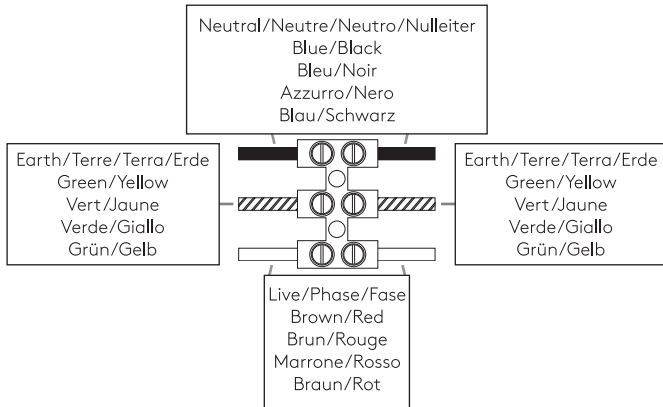 Neutral/Neutre/Neutro/Nulleiter
Blue/Black
Bleu/Noir
Azzurro/Nero
Blau/Schwarz
Earth/Terre/Terra/Erde
Green/Yellow
Vert/Jaune
Verde/Giallo
Grün/Gelb
Earth/Terre/Terra/Erde
Green/Yellow
Vert/Jaune
Verde/Giallo
Grün/Gelb
Live/Phase/Fase
Brown/Red
Brun/Rouge
Marrone/Rosso
Braun/Rot